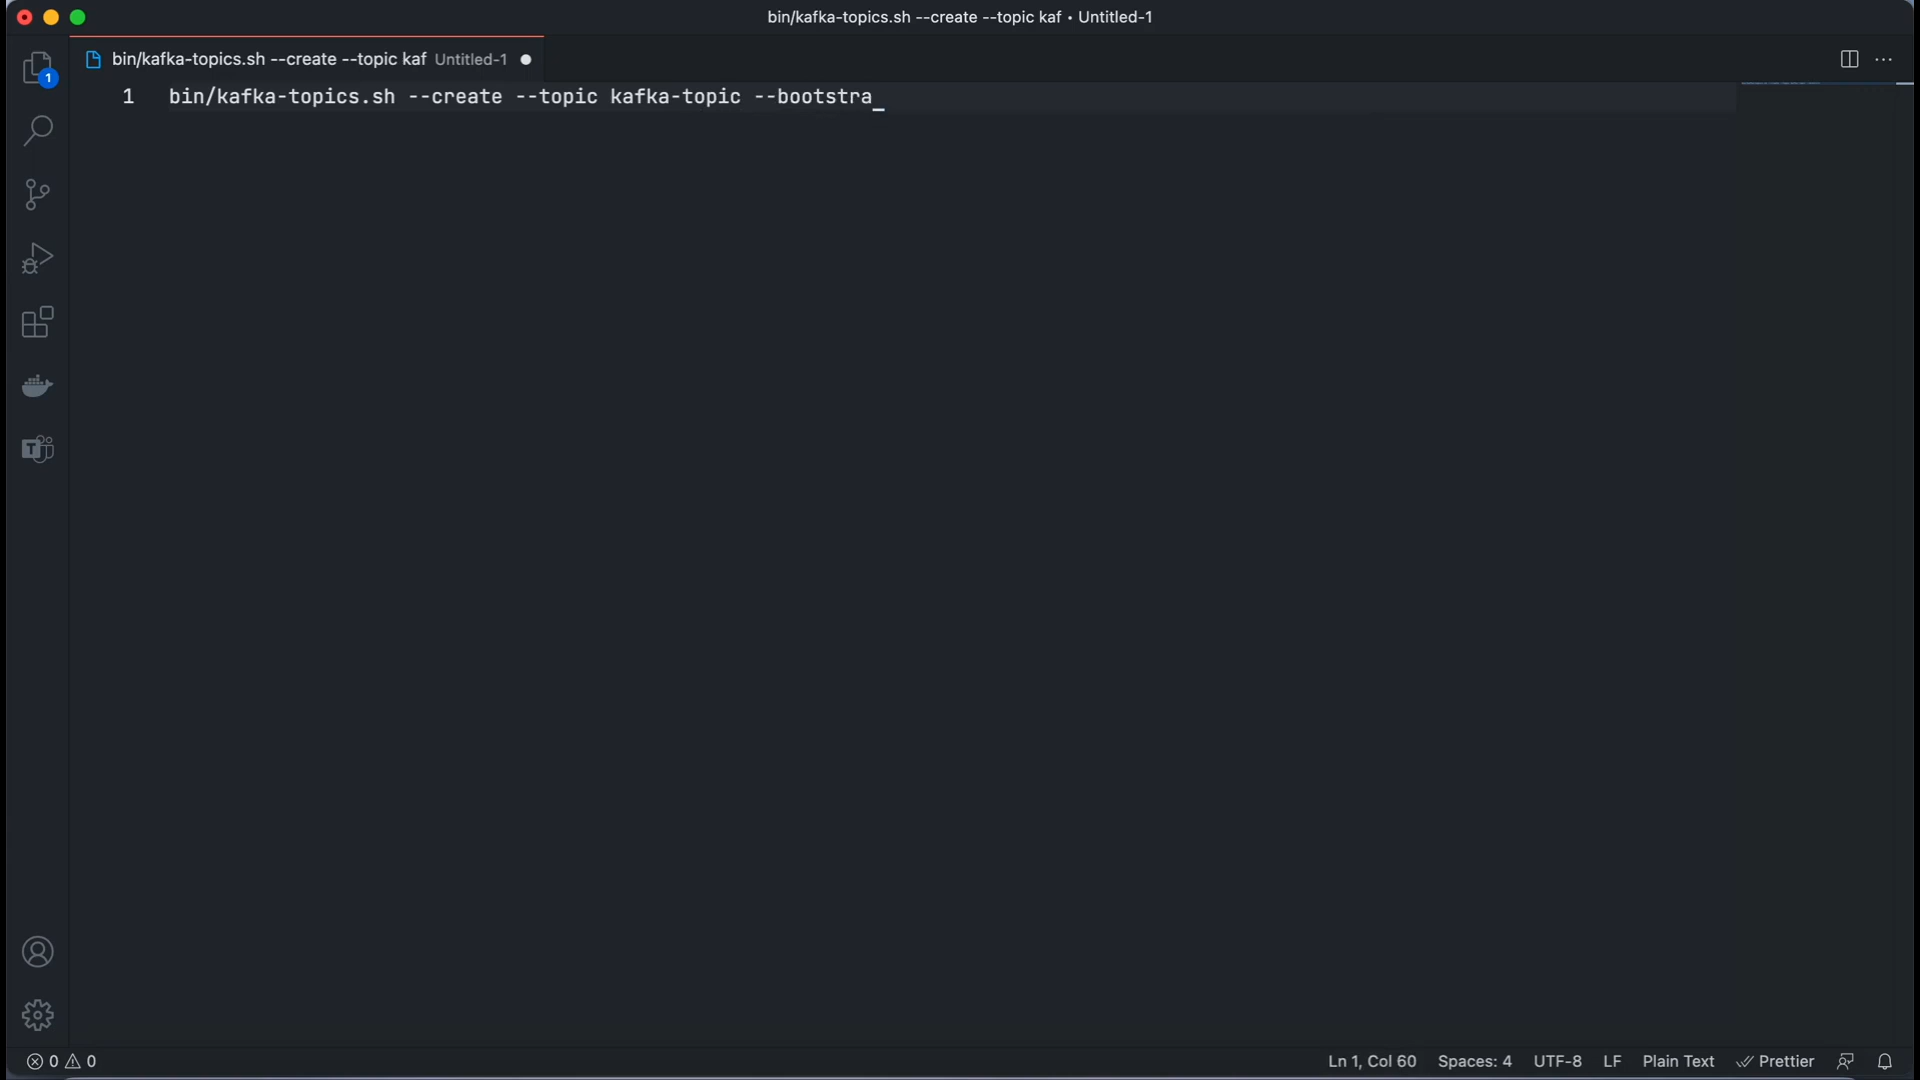 bin/kafka-topics.sh --create --topic kaf • Untitled-1
bin/kafka-topics.sh --create --topic kaf Untitled-1
1
1 bin/kafka-topics.sh --create --topic kafka-topic --bootstra
T
0 0 Ln 1, Col 60 Spaces: 4 UTF-8 LF Plain Text Prettier